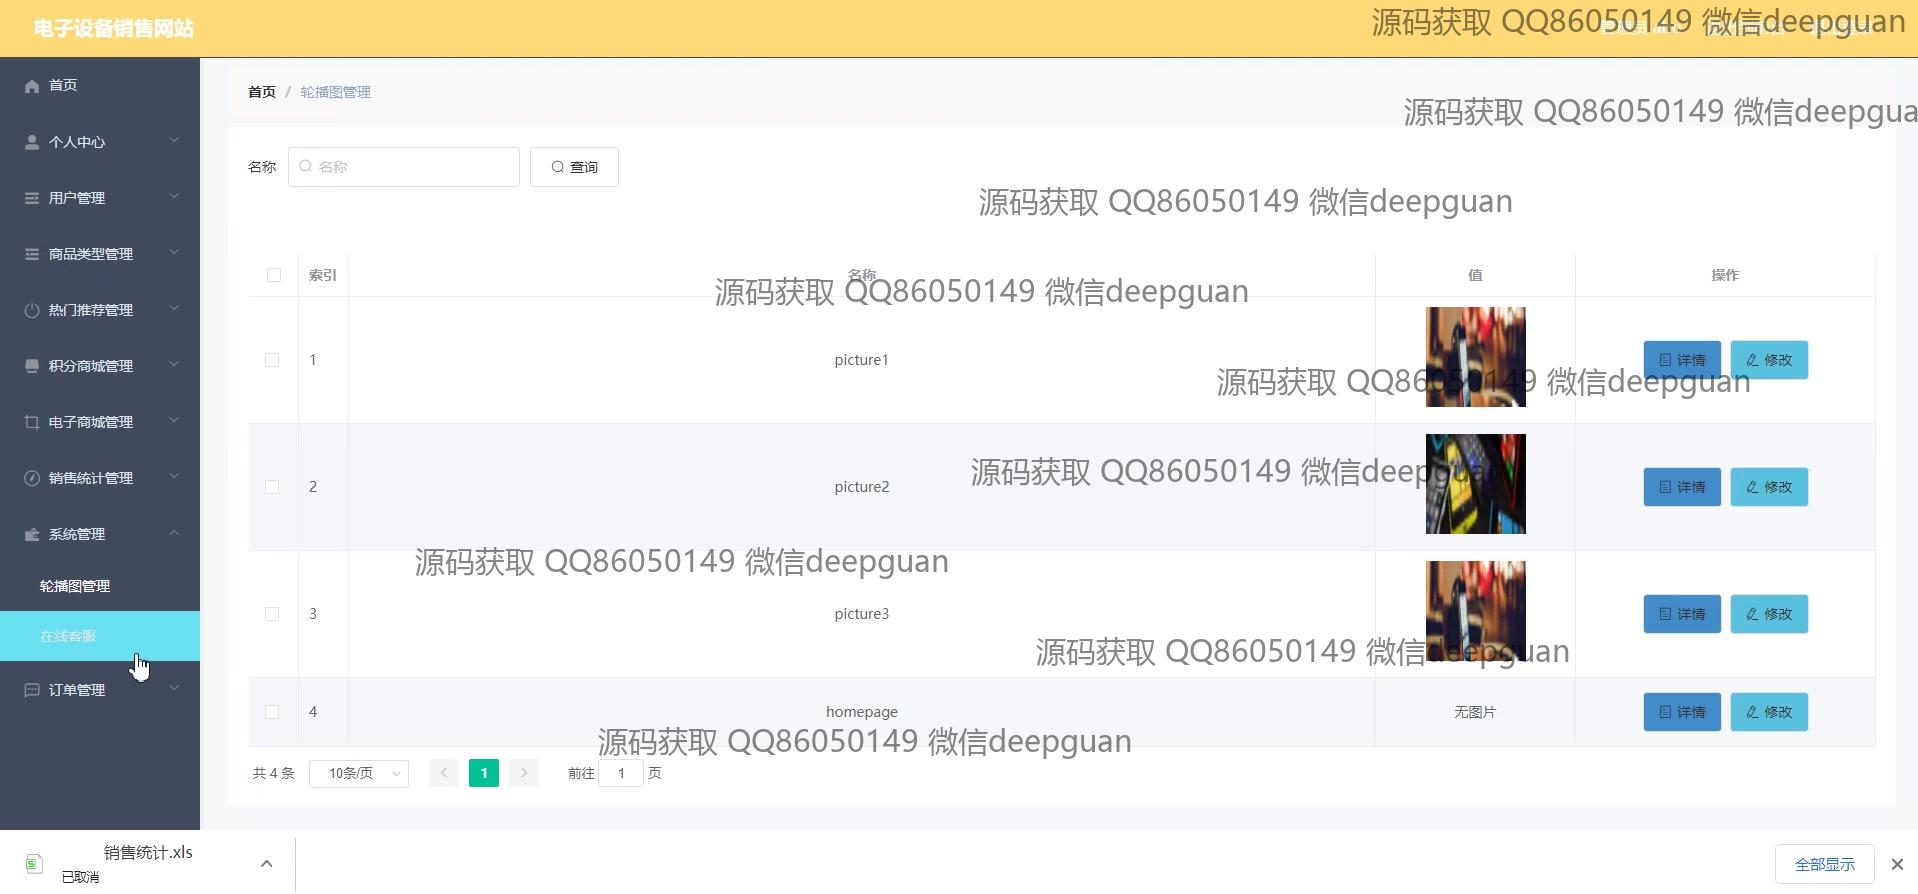 电子设备销售网站
源码获取 QQ86050149 微信deepguan
首页
个人中心
用户管理
商品类型管理
热门推荐管理
积分商城管理
电子商城管理
销售统计管理
系统管理
轮播图管理
在线客服
订单管理
首页 / 轮播图管理
源码获取 QQ86050149 微信deepgua
名称 名称 查询
源码获取 QQ86050149 微信deepguan
索引 名称 值 操作
源码获取 QQ86050149 微信deepguan
1 picture1 详情 修改
源码获取 QQ86050149 微信deepguan
2 picture2 详情 修改
源码获取 QQ86050149 微信deepguan
源码获取 QQ86050149 微信deepguan
3 picture3 详情 修改
源码获取 QQ86050149 微信deepguan
4 homepage 无图片 详情 修改
源码获取 QQ86050149 微信deepguan
共 4 条 10条/页 1 前往 1 页
销售统计.xls
已取消
全部显示